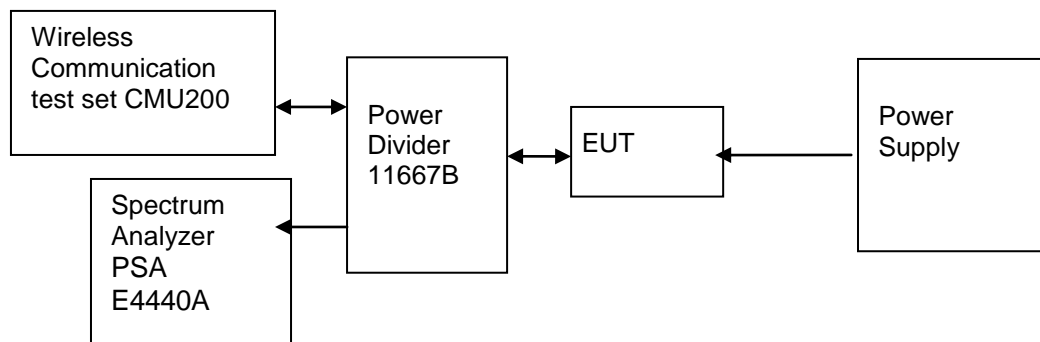 Wireless
Communication
test set CMU200
Spectrum
Analyzer
PSA
E4440A
Power
Divider
11667B
EUT
Power
Supply